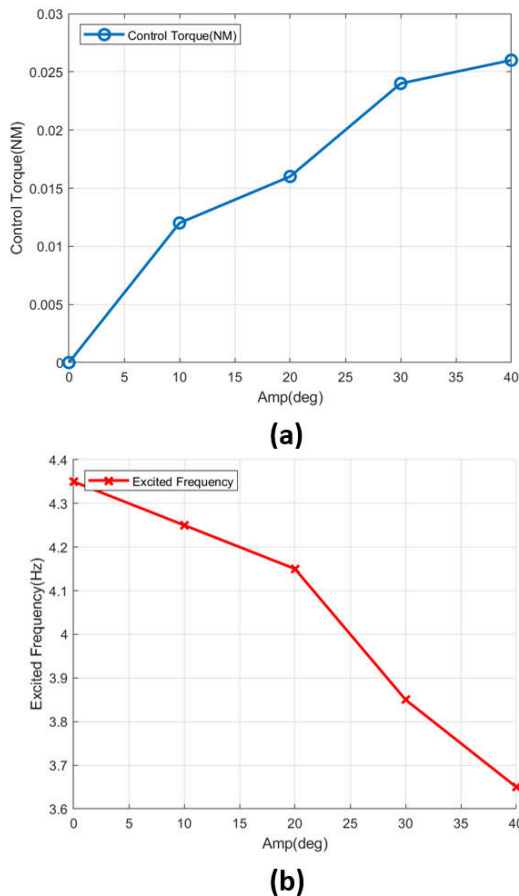 0.03
Control Torque(NM)
0.025
0.02
0.015
0.01
0.005
0
Control Torque(NM)
0 5 10 15 20 25 30 35 40
Amp(deg)
(a)
4.4
Excited Frequency
4.3
4.2
4.1
4
3.9
3.8
3.7
3.6
Excited Frequency(Hz)
0 5 10 15 20 25 30 35 40
Amp(deg)
(b)